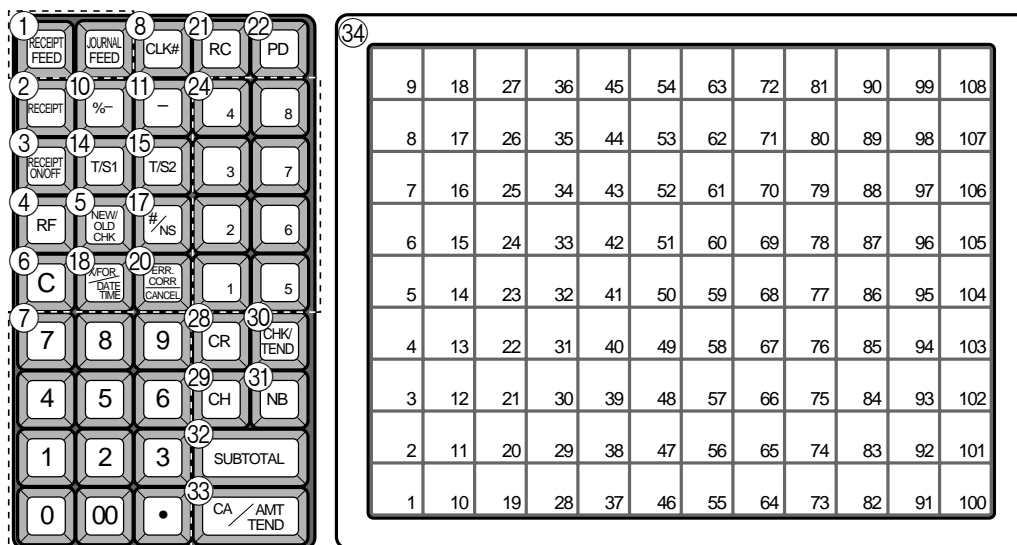 ① ⑧ ㉑ ㉒ ㉞
RECEIPT FEED JOURNAL FEED CLK# RC PD
② ⑩ ⑪ ㉔
RECEIPT %− − 4 8
③ ⑭ ⑮
RECEIPT ON/OFF T/S1 T/S2 3 7
④ ⑤ ⑰
RF NEW/ OLD CHK #/NS 2 6
⑥ ⑱ ⑳
C X/FOR DATE TIME ERR. CORR CANCEL 1 5
⑦ ㉘ ㉚
7 8 9 CR CHK/ TEND
㉙ ㉛
4 5 6 CH NB
㉜
1 2 3 SUBTOTAL
㉝
0 00 • CA / AMT TEND
9 18 27 36 45 54 63 72 81 90 99 108
8 17 26 35 44 53 62 71 80 89 98 107
7 16 25 34 43 52 61 70 79 88 97 106
6 15 24 33 42 51 60 69 78 87 96 105
5 14 23 32 41 50 59 68 77 86 95 104
4 13 22 31 40 49 58 67 76 85 94 103
3 12 21 30 39 48 57 66 75 84 93 102
2 11 20 29 38 47 56 65 74 83 92 101
1 10 19 28 37 46 55 64 73 82 91 100